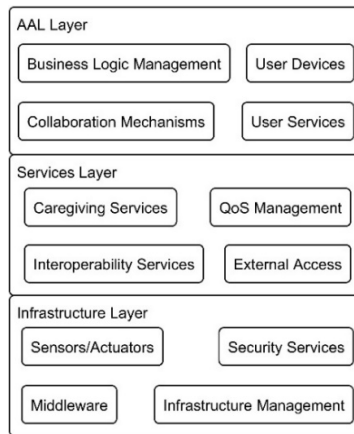 AAL Layer
Business Logic Management User Devices
Collaboration Mechanisms User Services
Services Layer
Caregiving Services QoS Management
Interoperability Services External Access
Infrastructure Layer
Sensors/Actuators Security Services
Middleware Infrastructure Management